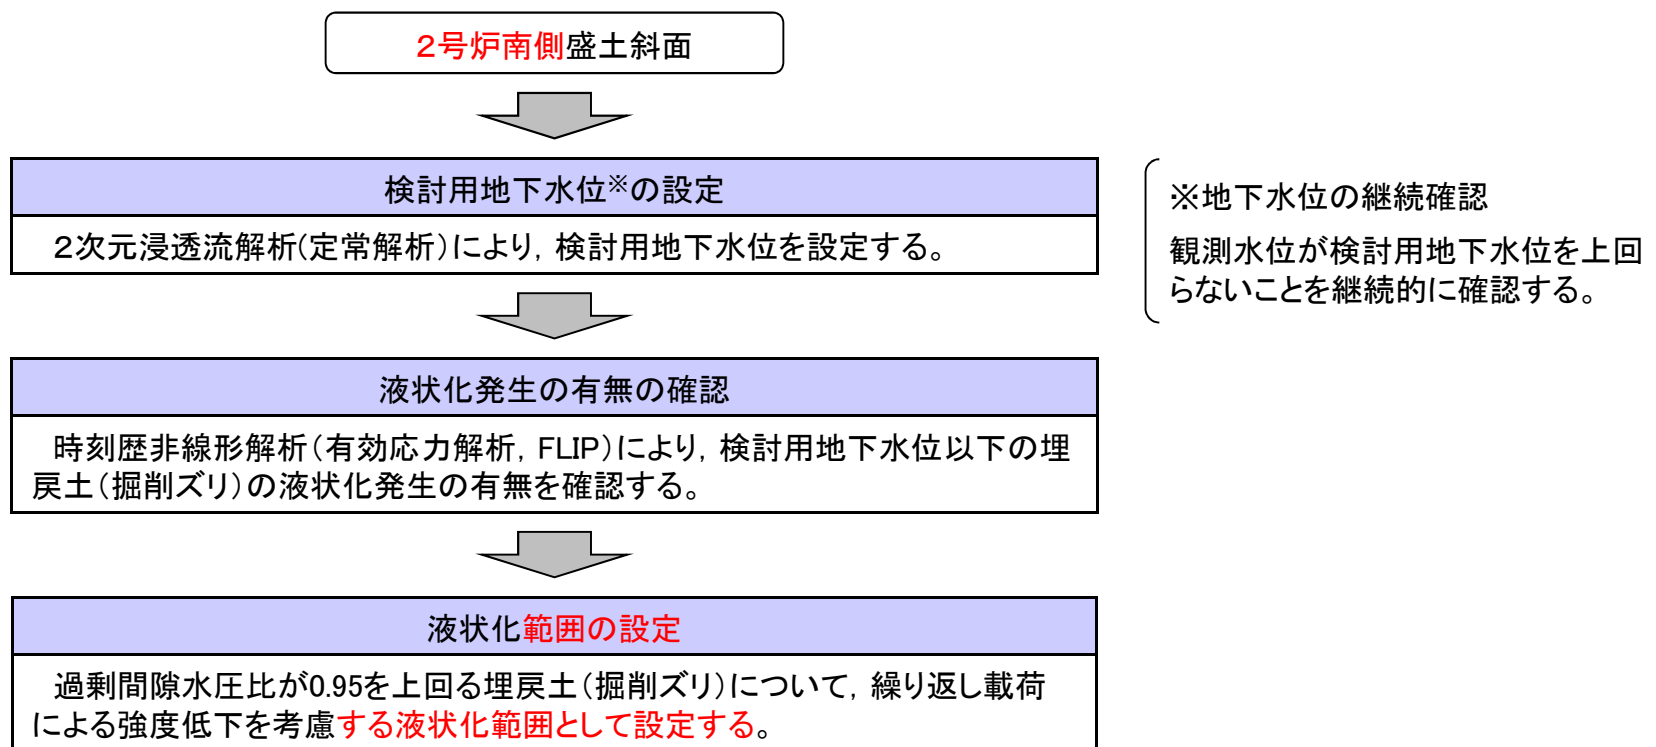 ２号炉南側盛土斜面
検討用地下水位※の設定
２次元浸透流解析（定常解析）により，検討用地下水位を設定する。
※地下水位の継続確認
観測水位が検討用地下水位を上回
らないことを継続的に確認する。
液状化発生の有無の確認
時刻歴非線形解析（有効応力解析，FLIP）により，検討用地下水位以下の埋
戻土（掘削ズリ）の液状化発生の有無を確認する。
液状化範囲の設定
過剰間隙水圧比が0.95を上回る埋戻土（掘削ズリ）について，繰り返し載荷
による強度低下を考慮する液状化範囲として設定する。